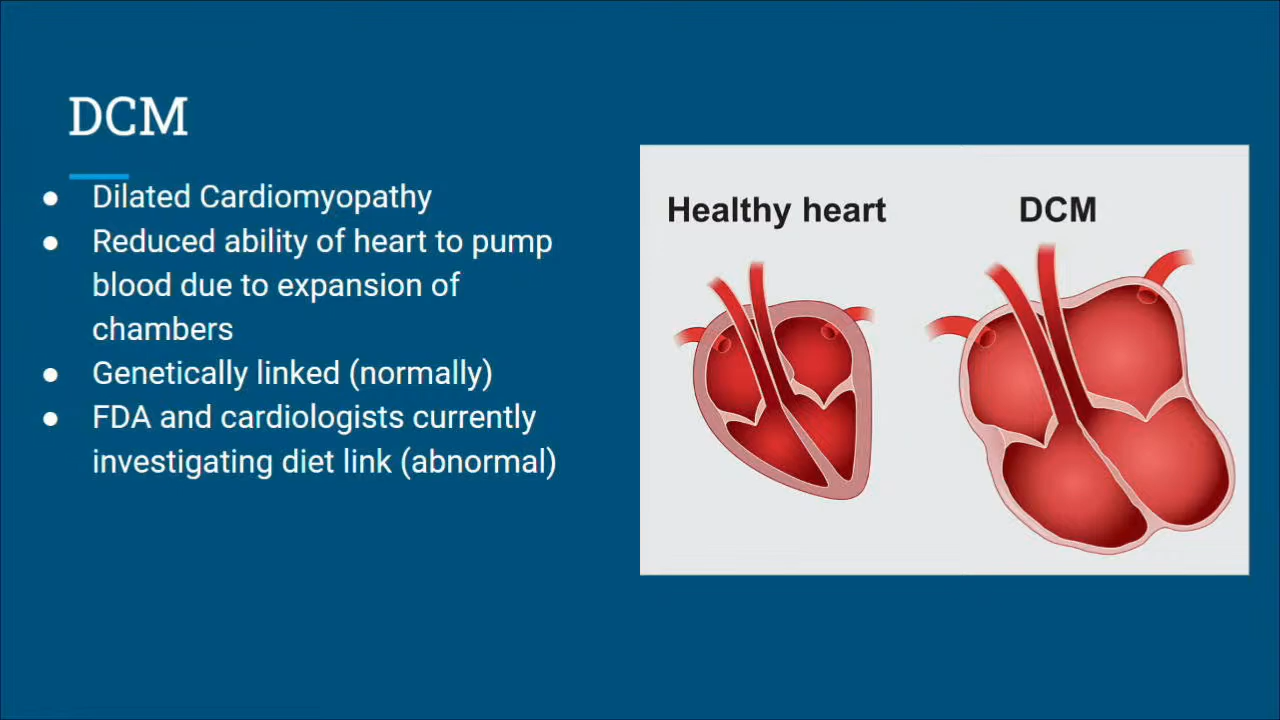 DCM
● Dilated Cardiomyopathy
● Reduced ability of heart to pump
blood due to expansion of
chambers
● Genetically linked (normally)
● FDA and cardiologists currently
investigating diet link (abnormal)
Healthy heart
DCM